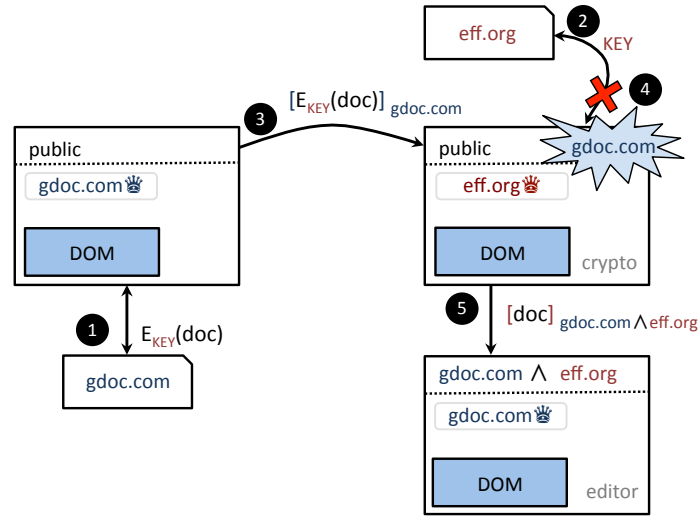 eff.org
2
KEY
4
[E_KEY(doc)] gdoc.com
3
gdoc.com
public
public
gdoc.com
eff.org
DOM
DOM
crypto
1
E_KEY(doc)
5
[doc] gdoc.com ∧ eff.org
gdoc.com
gdoc.com ∧ eff.org
gdoc.com
DOM
editor